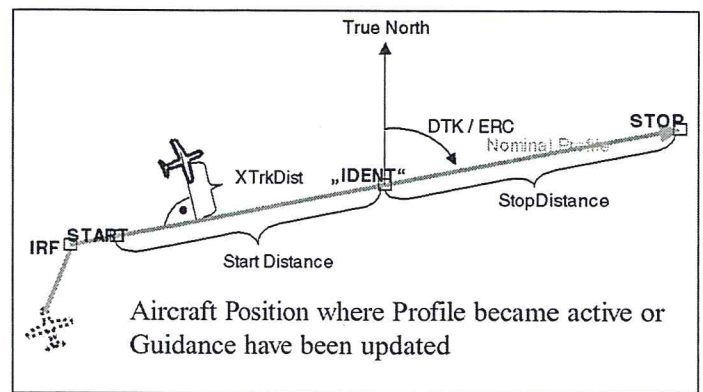 True North
DTK / ERC
STOP
Nominal Profile
XTrkDist
„IDENT“
StopDistance
START
IRF
Start Distance
Aircraft Position where Profile became active or
Guidance have been updated